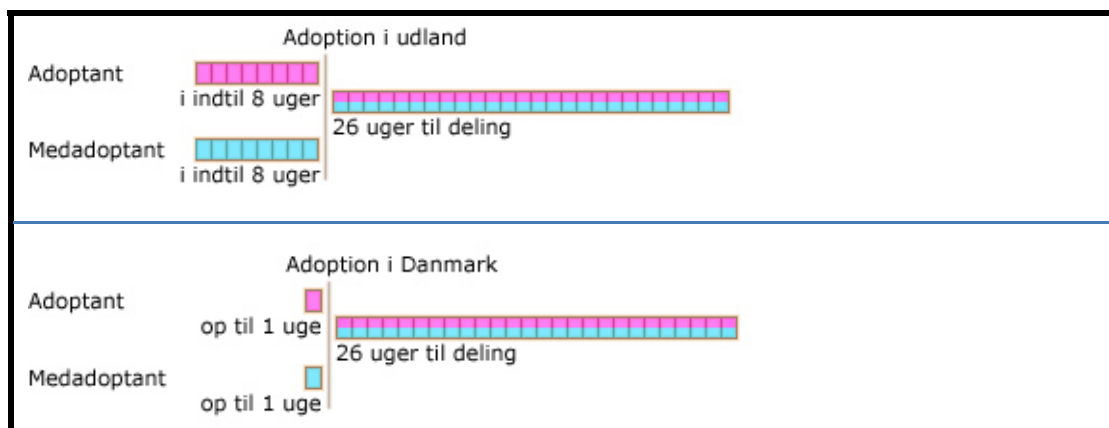 Adoption i udland
Adoptant
i indtil 8 uger
26 uger til deling
Medadoptant
i indtil 8 uger
Adoption i Danmark
Adoptant
op til 1 uge
26 uger til deling
Medadoptant
op til 1 uge